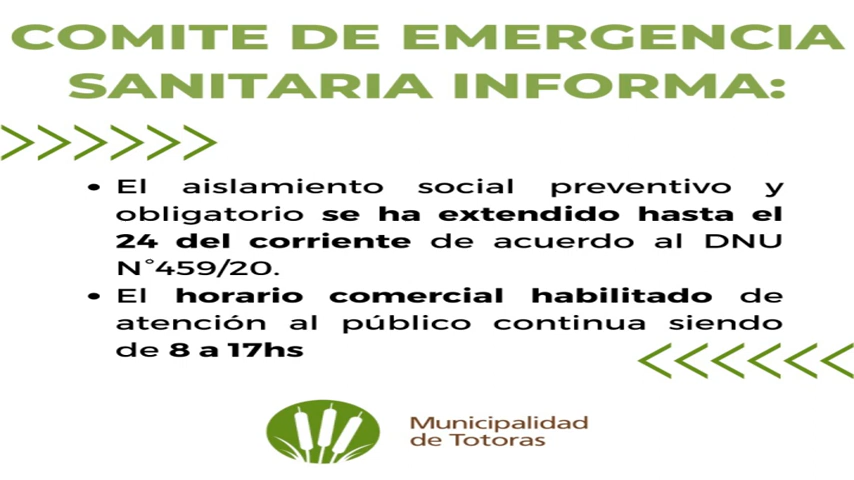 COMITE DE EMERGENCIA
SANITARIA INFORMA:
>>>>>>
• El aislamiento social preventivo y
obligatorio se ha extendido hasta el
24 del corriente de acuerdo al DNU
N°459/20.
• El horario comercial habilitado de
atención al público continua siendo
de 8 a 17hs
<<<<<<
Municipalidad
de Totoras